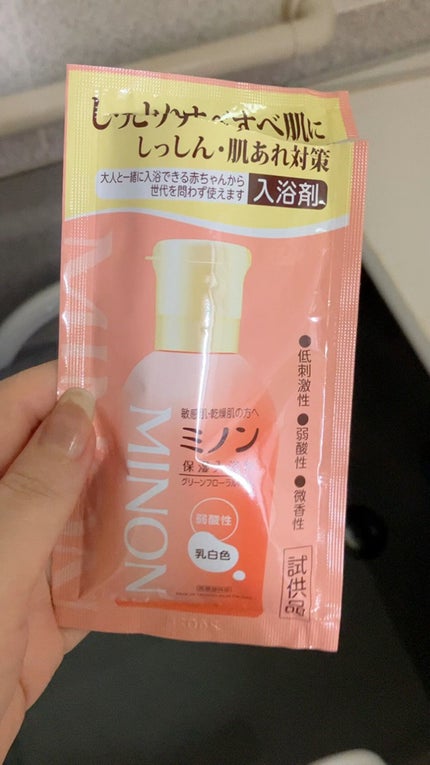 しっとりすべすべ肌に
しっしん・肌あれ対策
大人と一緒に入浴できる赤ちゃんから
世代を問わず使えます
入浴剤
MINON
●低刺激性●弱酸性●微香性
敏感肌・乾燥肌の方へ
ミノン
MINON
グリーンフローラル
弱酸性
乳白色
試供品